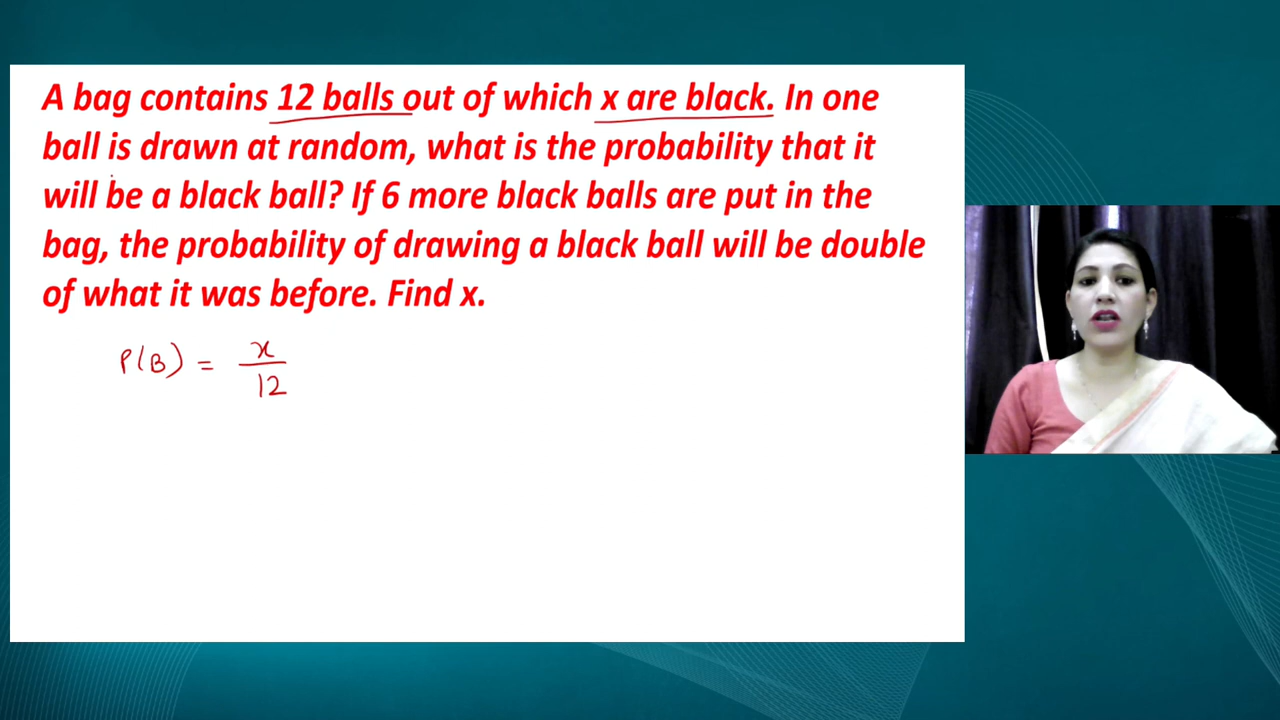 A bag contains 12 balls out of which x are black. In one
ball is drawn at random, what is the probability that it
will be a black ball? If 6 more black balls are put in the
bag, the probability of drawing a black ball will be double
of what it was before. Find x.
P(B) = x/12